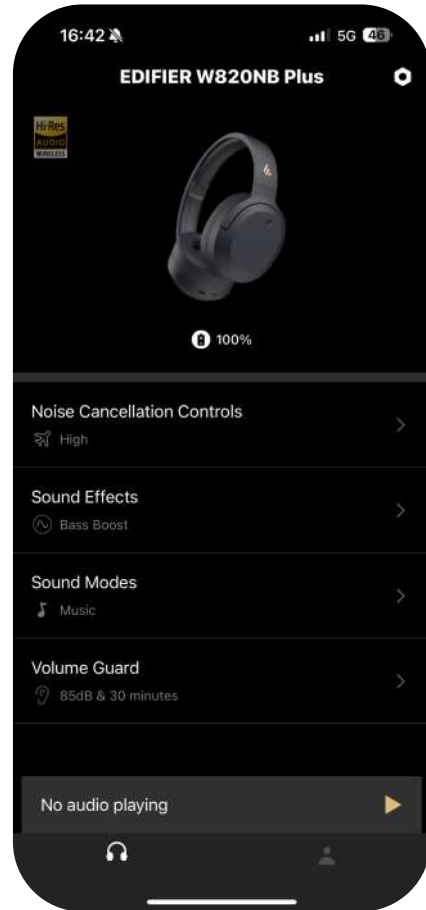 16:42
5G 46
EDIFIER W820NB Plus
Hi-Res
AUDIO
WIRELESS
100%
Noise Cancellation Controls
High
Sound Effects
Bass Boost
Sound Modes
Music
Volume Guard
85dB & 30 minutes
No audio playing